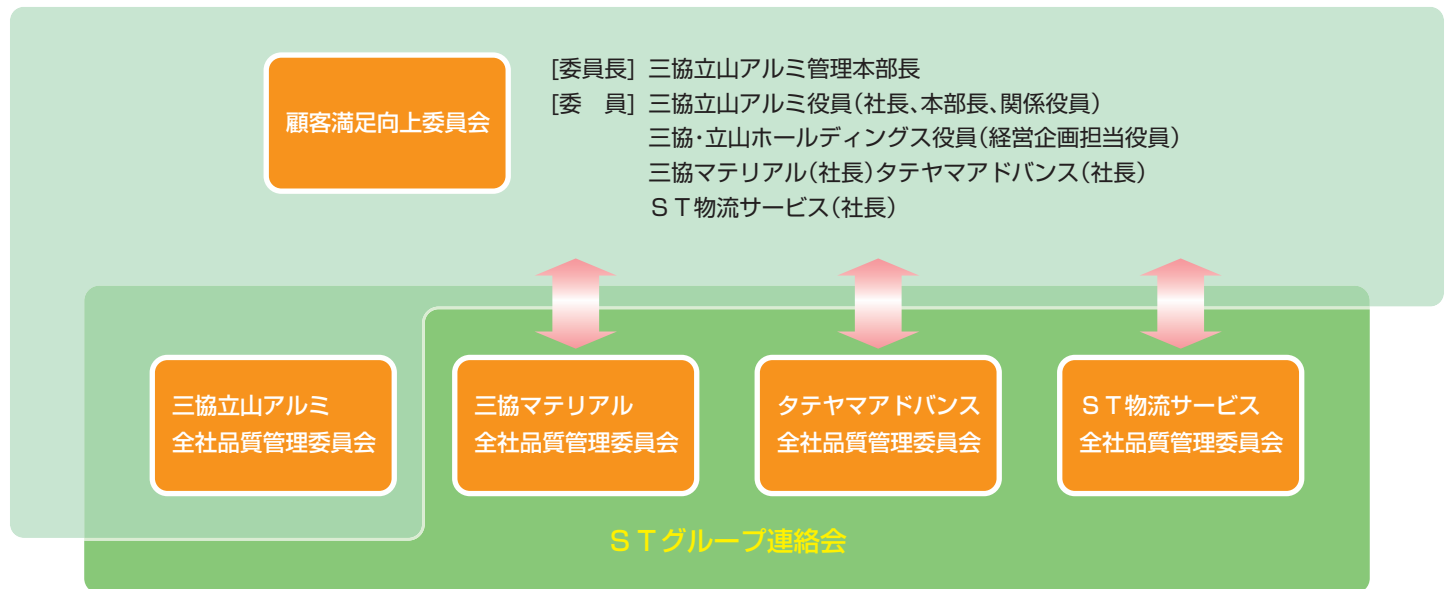 顧客満足向上委員会
[委員長] 三協立山アルミ管理本部長
[委　員] 三協立山アルミ役員（社長、本部長、関係役員）
三協・立山ホールディングス役員（経営企画担当役員）
三協マテリアル（社長）タテヤマアドバンス（社長）
ＳＴ物流サービス（社長）
三協立山アルミ
全社品質管理委員会
三協マテリアル
全社品質管理委員会
タテヤマアドバンス
全社品質管理委員会
ＳＴ物流サービス
全社品質管理委員会
ＳＴグループ連絡会